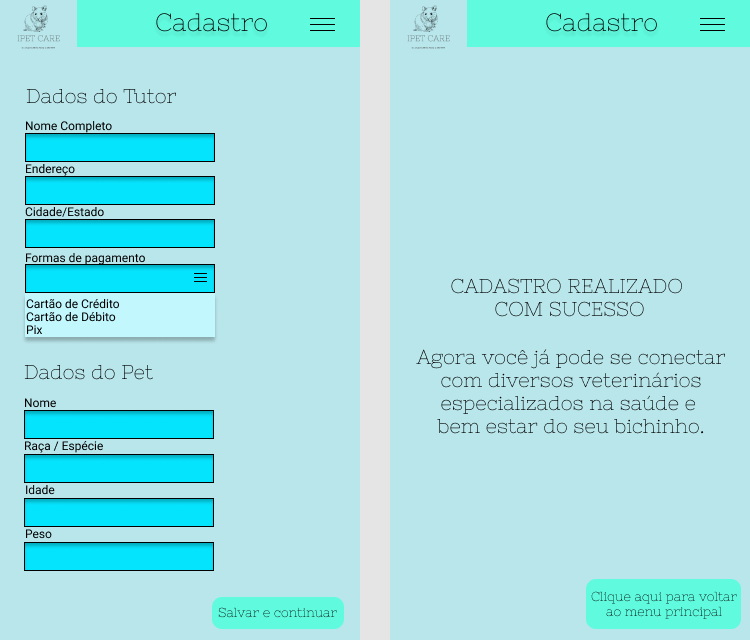 IPET CARE
Cadastro
Dados do Tutor
Nome Completo
Endereço
Cidade/Estado
Formas de pagamento
Cartão de Crédito
Cartão de Débito
Pix
Dados do Pet
Nome
Raça / Espécie
Idade
Peso
Salvar e continuar
IPET CARE
Cadastro
CADASTRO REALIZADO
COM SUCESSO
Agora você já pode se conectar
com diversos veterinários
especializados na saúde e
bem estar do seu bichinho.
Clique aqui para voltar
ao menu principal